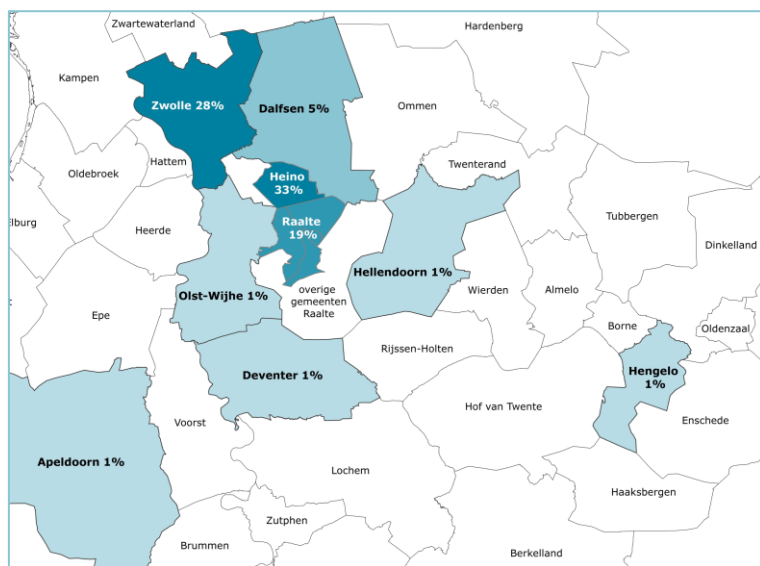 Zwartewaterland
Hardenberg
Kampen
Zwolle 28%
Dalfsen 5%
Ommen
Hattem
Twenterand
Oldebroek
Heino
33%
Tubbergen
Elburg
Heerde
Raalte
19%
Dinkelland
Hellendoorn 1%
Olst-Wijhe 1%
overige
gemeenten
Raalte
Wierden
Almelo
Epe
Borne
Oldenzaal
Rijssen-Holten
Deventer 1%
Hengelo
1%
Hof van Twente
Voorst
Enschede
Apeldoorn 1%
Lochem
Haaksbergen
Zutphen
Brummen
Berkelland